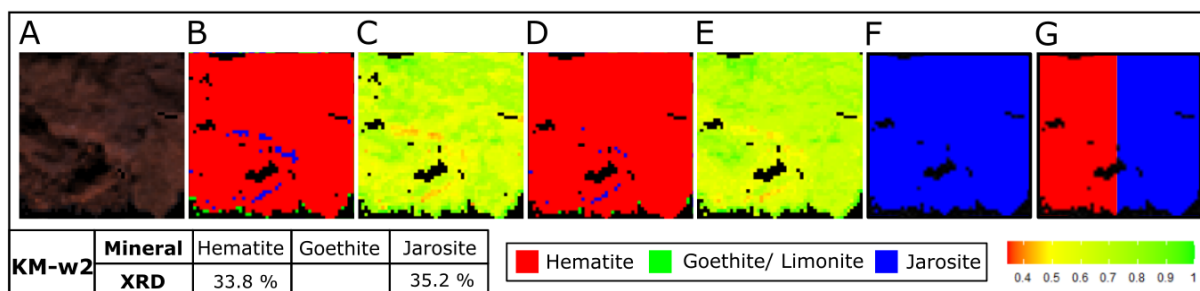 A B C D E F G
KM-w2
Mineral Hematite Goethite Jarosite
XRD 33.8 % 35.2 %
Hematite Goethite/ Limonite Jarosite
0.4 0.5 0.6 0.7 0.8 0.9 1